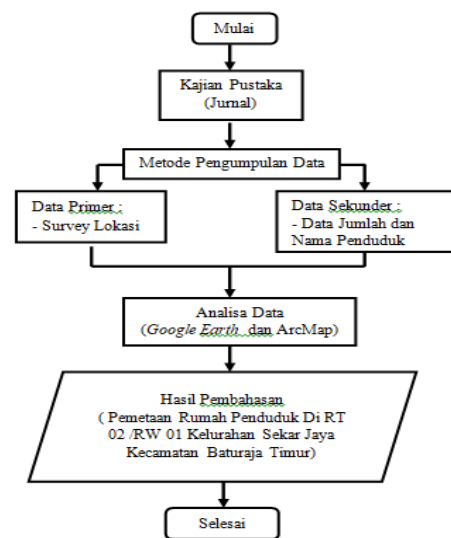 Mulai
Kajian Pustaka
(Jurnal)
Metode Pengumpulan Data
Data Primer :
- Survey Lokasi
Data Sekunder :
- Data Jumlah dan
Nama Penduduk
Analisa Data
(Google Earth dan ArcMap)
Hasil Pembahasan
( Pemetaan Rumah Penduduk Di RT
02 /RW 01 Kelurahan Sekar Jaya
Kecamatan Baturaja Timur)
Selesai